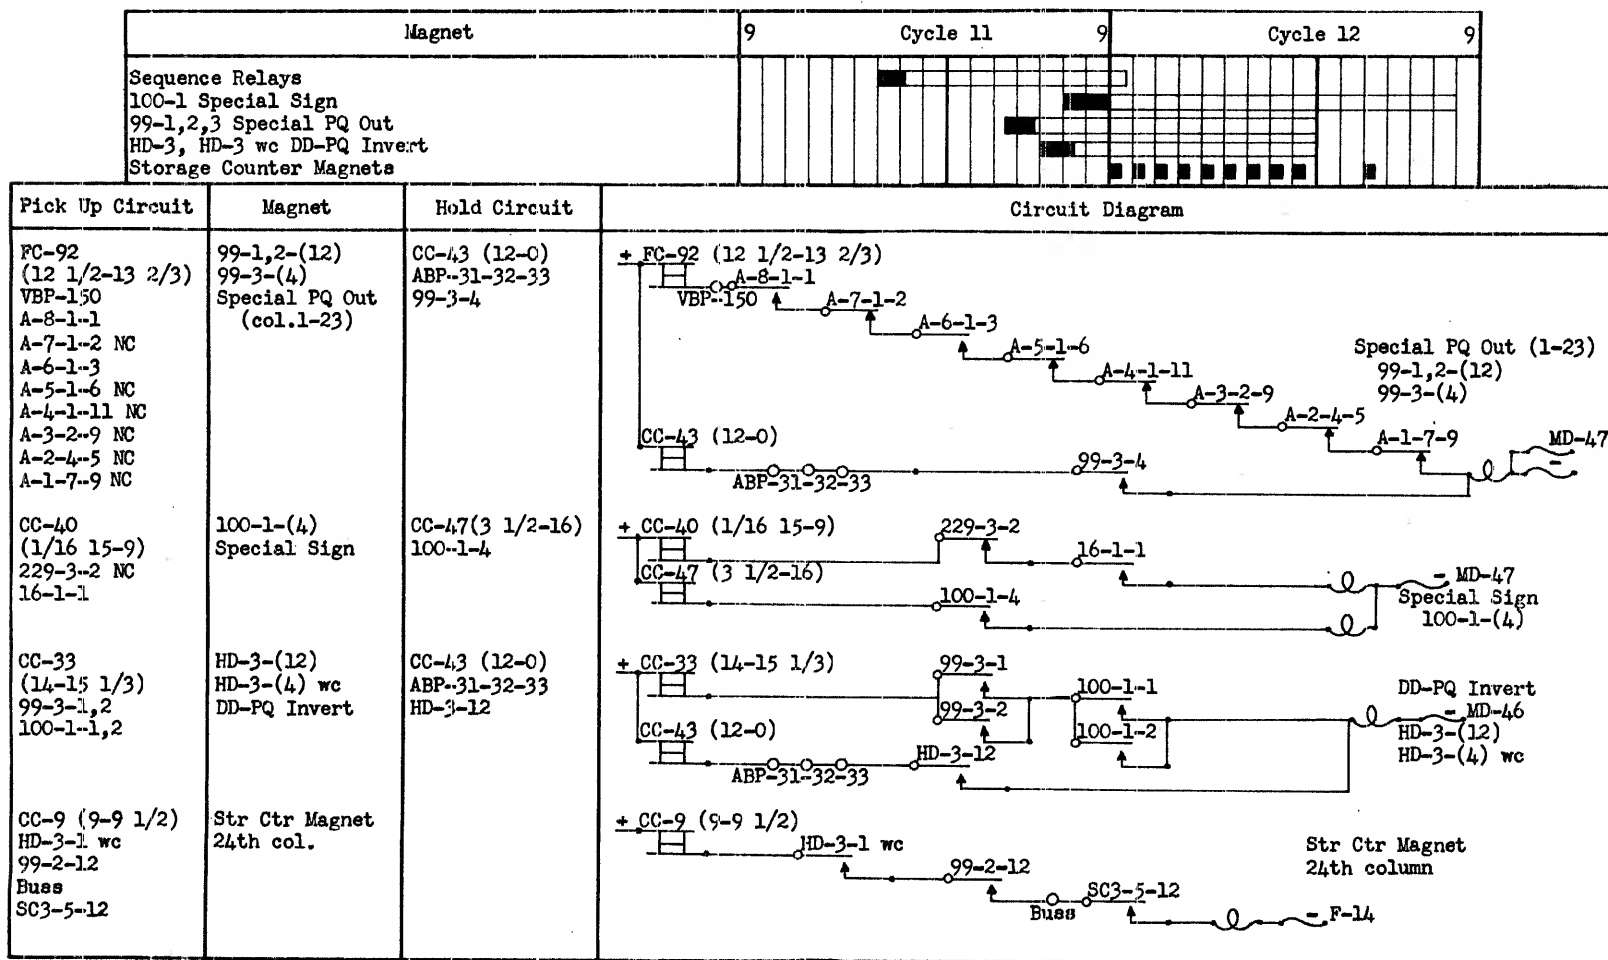 Magnet 9 Cycle 11 9 Cycle 12 9
Sequence Relays
100-1 Special Sign
99-1,2,3 Special PQ Out
HD-3, HD-3 wc DD-PQ Invert
Storage Counter Magnets
Pick Up Circuit Magnet Hold Circuit Circuit Diagram
FC-92
(12 1/2-13 2/3)
VBP-150
A-8-1-1
A-7-1-2 NC
A-6-1-3
A-5-1-6 NC
A-4-1-11 NC
A-3-2-9 NC
A-2-4-5 NC
A-1-7-9 NC
99-1,2-(12)
99-3-(4)
Special PQ Out
(col.1-23)
CC-43 (12-0)
ABP-31-32-33
99-3-4
+ FC-92 (12 1/2-13 2/3)
A-8-1-1
VBP-150
A-7-1-2
A-6-1-3
A-5-1-6
A-4-1-11
A-3-2-9
A-2-4-5
A-1-7-9
Special PQ Out (1-23)
99-1,2-(12)
99-3-(4)
MD-47
-
CC-43 (12-0)
ABP-31-32-33
99-3-4
CC-40
(1/16 15-9)
229-3-2 NC
16-1-1
100-1-(4)
Special Sign
CC-47(3 1/2-16)
100-1-4
+ CC-40 (1/16 15-9)
229-3-2
16-1-1
CC-47 (3 1/2-16)
100-1-4
- MD-47
Special Sign
100-1-(4)
CC-33
(14-15 1/3)
99-3-1,2
100-1-1,2
HD-3-(12)
HD-3-(4) wc
DD-PQ Invert
CC-43 (12-0)
ABP-31-32-33
HD-3-12
+ CC-33 (14-15 1/3)
99-3-1
99-3-2
100-1-1
100-1-2
CC-43 (12-0)
ABP-31-32-33
HD-3-12
DD-PQ Invert
- MD-46
HD-3-(12)
HD-3-(4) wc
CC-9 (9-9 1/2)
HD-3-1 wc
99-2-12
Buss
SC3-5-12
Str Ctr Magnet
24th col.
+ CC-9 (9-9 1/2)
HD-3-1 wc
99-2-12
Buss
SC3-5-12
Str Ctr Magnet
24th column
- F-14